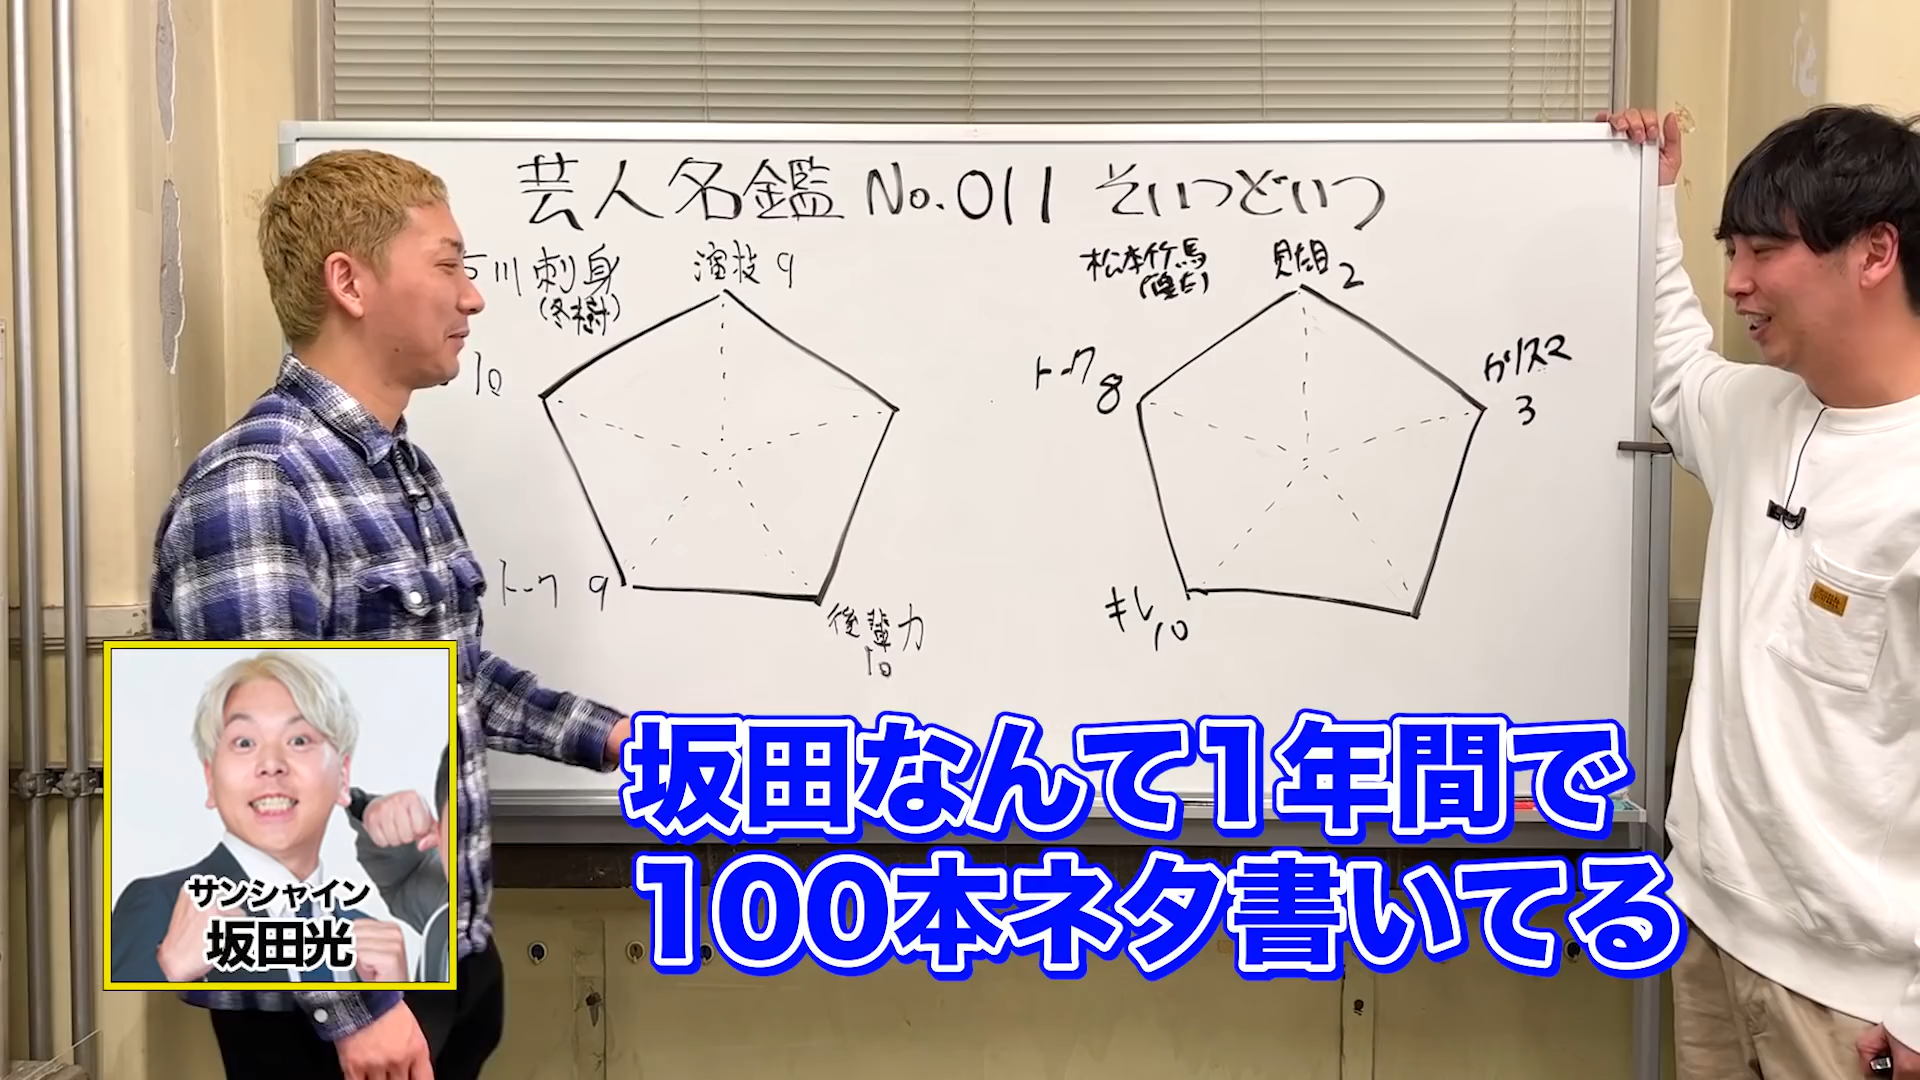 芸人名鑑 No.011 そいつどいつ
川刺身
(冬樹)
演技 9
10
トーク 9
後輩力
10
松本竹馬
見た目 2
カリスマ
3
トーク 8
キレ 10
坂田なんて1年間で
100本ネタ書いてる
サンシャイン
坂田光